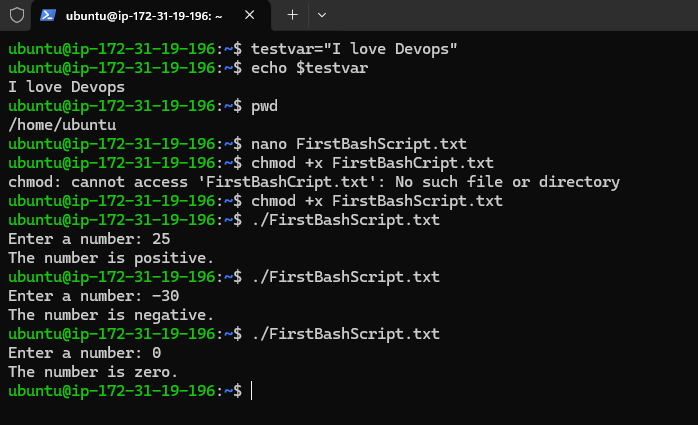 ubuntu@ip-172-31-19-196: ~
ubuntu@ip-172-31-19-196:~$ testvar="I love Devops"
ubuntu@ip-172-31-19-196:~$ echo $testvar
I love Devops
ubuntu@ip-172-31-19-196:~$ pwd
/home/ubuntu
ubuntu@ip-172-31-19-196:~$ nano FirstBashScript.txt
ubuntu@ip-172-31-19-196:~$ chmod +x FirstBashCript.txt
chmod: cannot access 'FirstBashCript.txt': No such file or directory
ubuntu@ip-172-31-19-196:~$ chmod +x FirstBashScript.txt
ubuntu@ip-172-31-19-196:~$ ./FirstBashScript.txt
Enter a number: 25
The number is positive.
ubuntu@ip-172-31-19-196:~$ ./FirstBashScript.txt
Enter a number: -30
The number is negative.
ubuntu@ip-172-31-19-196:~$ ./FirstBashScript.txt
Enter a number: 0
The number is zero.
ubuntu@ip-172-31-19-196:~$